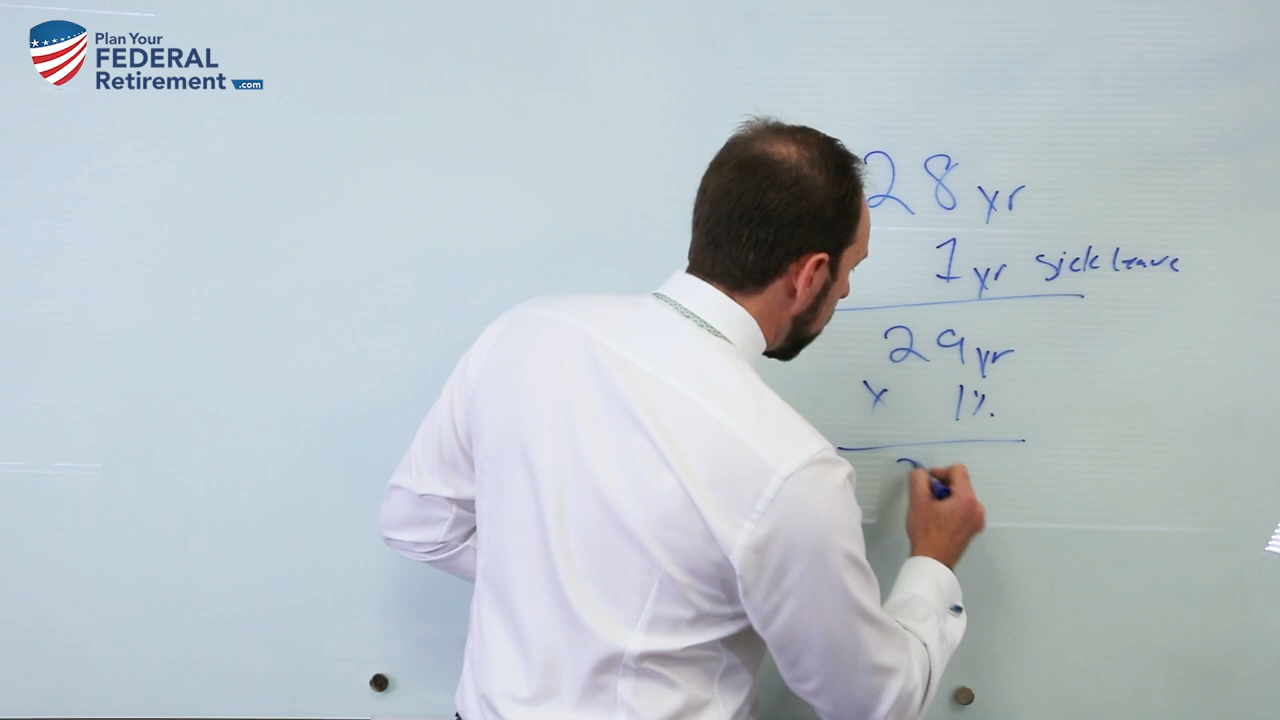 Plan Your
FEDERAL
Retirement .com
28 yr
1 yr sick leave
29 yr
x 1%